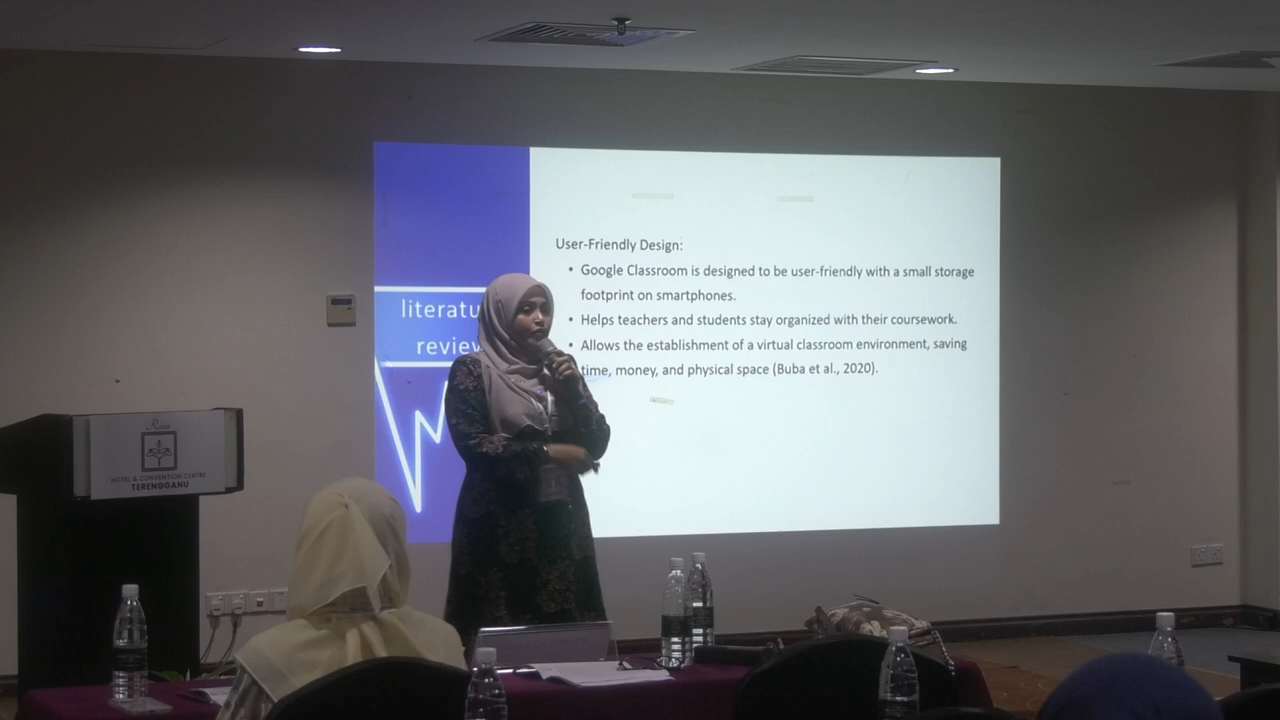 User-Friendly Design:
• Google Classroom is designed to be user-friendly with a small storage
footprint on smartphones.
• Helps teachers and students stay organized with their coursework.
• Allows the establishment of a virtual classroom environment, saving
time, money, and physical space (Buba et al., 2020).
literatu
review
HOTEL & CONVENTION CENTRE
TERENGGANU